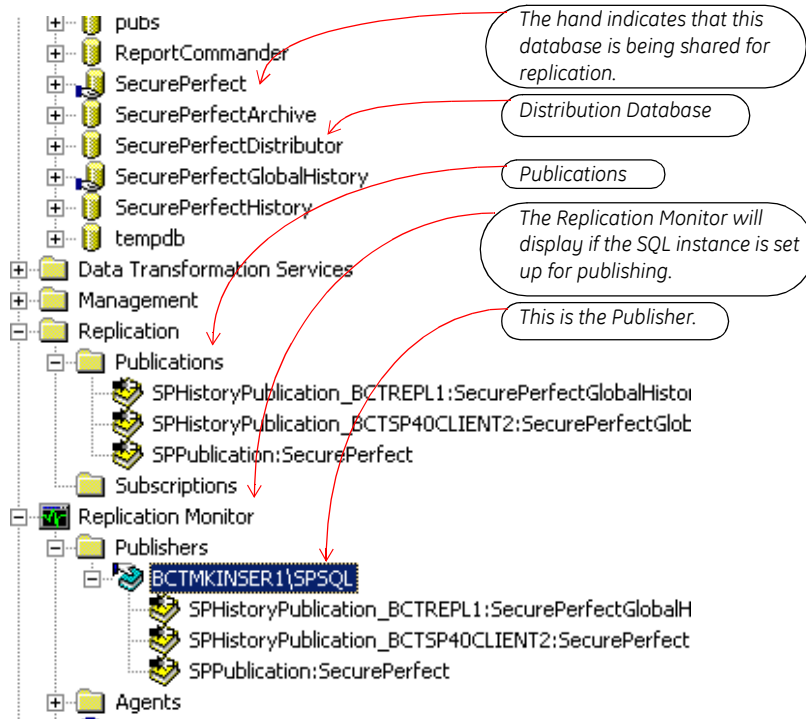 pubs
ReportCommander
SecurePerfect
SecurePerfectArchive
SecurePerfectDistributor
SecurePerfectGlobalHistory
SecurePerfectHistory
tempdb
Data Transformation Services
Management
Replication
Publications
SPHistoryPublication_BCTREPL1:SecurePerfectGlobalHistor
SPHistoryPublication_BCTSP40CLIENT2:SecurePerfectGlob
SPPublication:SecurePerfect
Subscriptions
Replication Monitor
Publishers
BCTMKINSER1\SPSQL
SPHistoryPublication_BCTREPL1:SecurePerfectGlobalH
SPHistoryPublication_BCTSP40CLIENT2:SecurePerfect
SPPublication:SecurePerfect
Agents
The hand indicates that this
database is being shared for
replication.
Distribution Database
Publications
The Replication Monitor will
display if the SQL instance is set
up for publishing.
This is the Publisher.